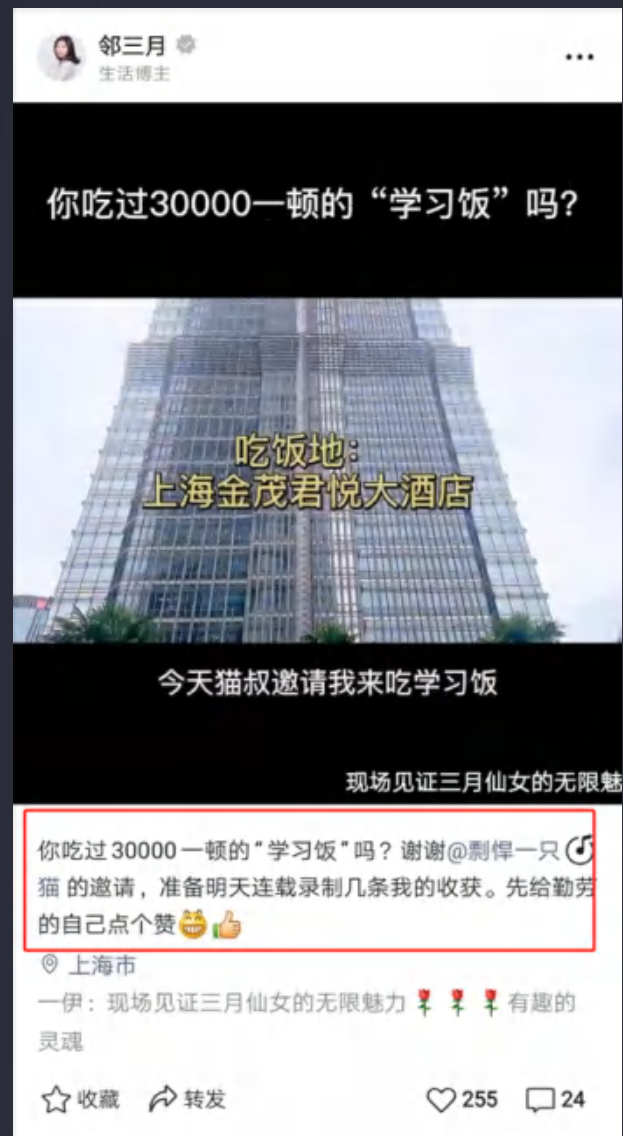 邻三月
生活博主
你吃过30000一顿的“学习饭”吗？
吃饭地：
上海金茂君悦大酒店
今天猫叔邀请我来吃学习饭
现场见证三月仙女的无限魅
你吃过30000一顿的“学习饭”吗？谢谢@剽悍一只
猫 的邀请，准备明天连载录制几条我的收获。先给勤劳
的自己点个赞😁👍
上海市
一伊：现场见证三月仙女的无限魅力🌹🌹🌹有趣的
灵魂
收藏 转发 255 24